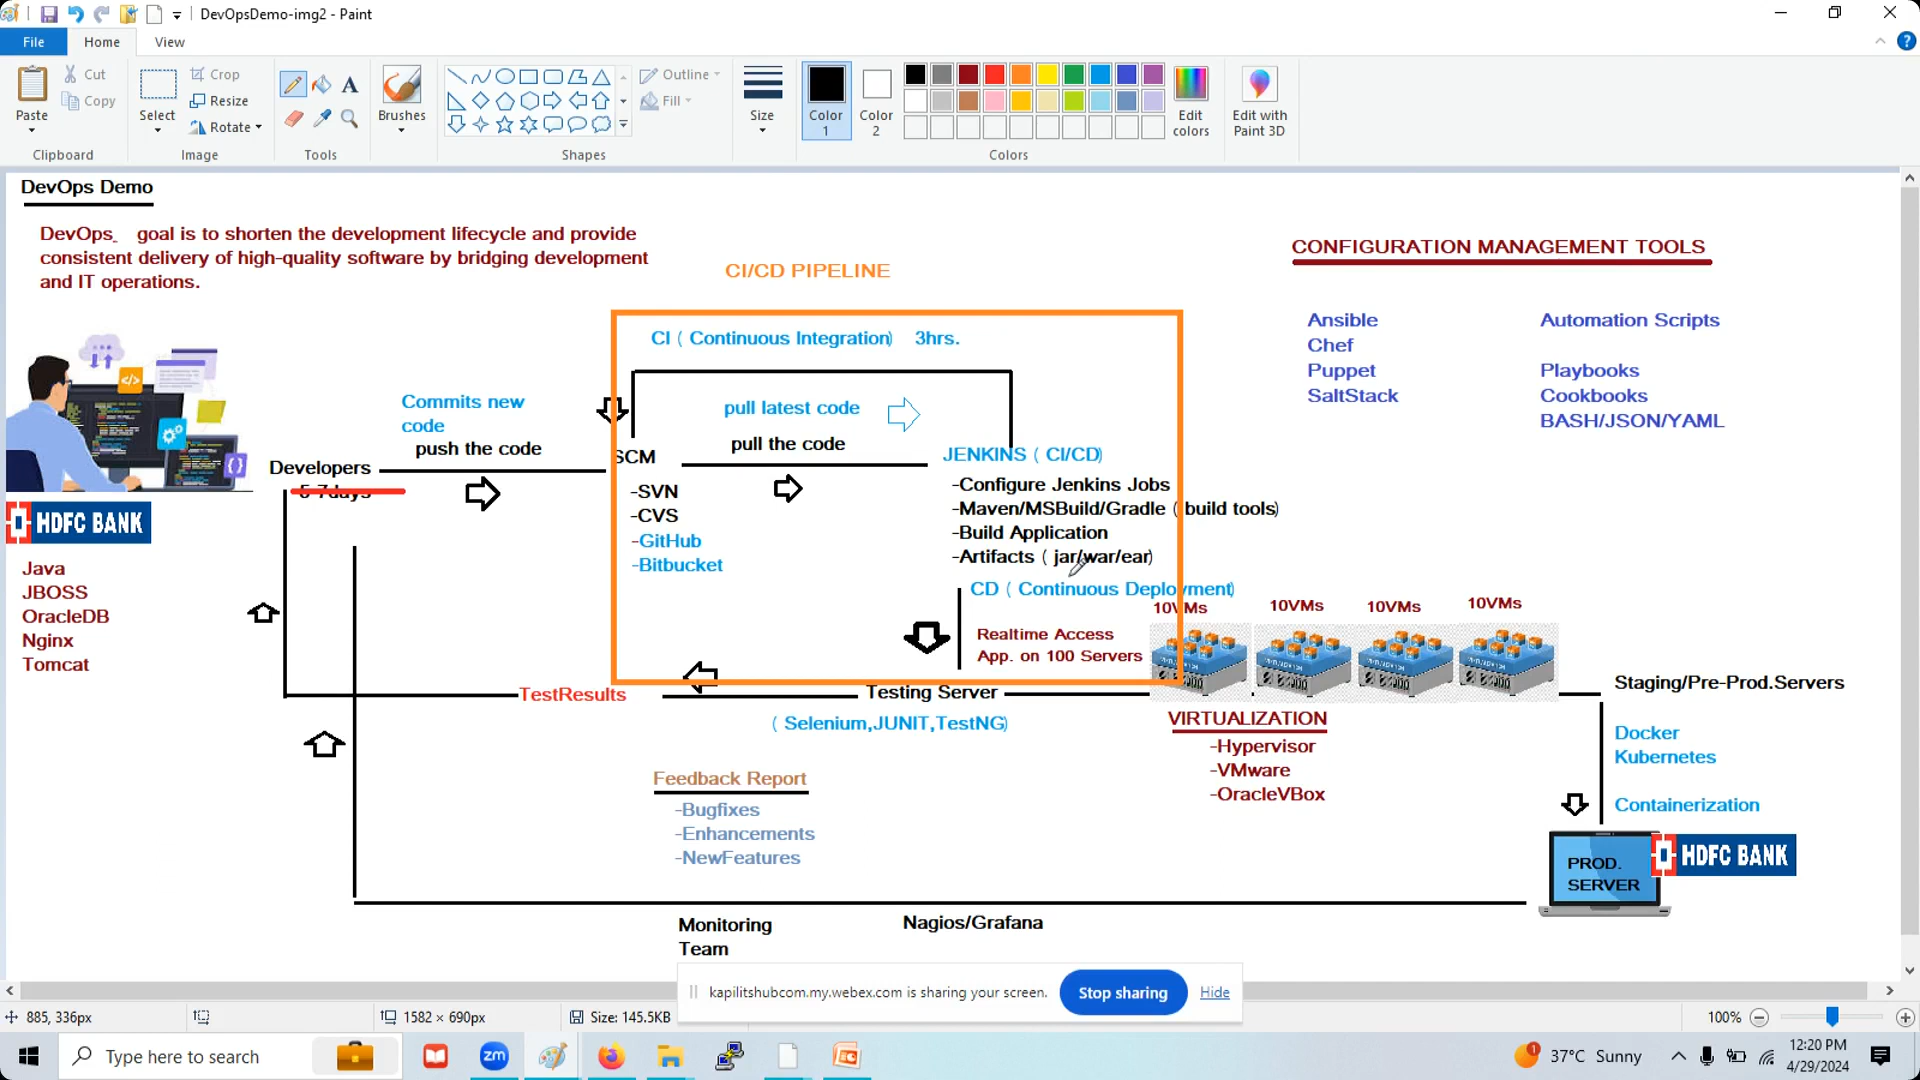 DevOpsDemo-img2 - Paint
File
Home
View
Paste
Cut
Copy
Clipboard
Select
Crop
Resize
Rotate
Image
A
Tools
Brushes
Shapes
Outline
Fill
Size
Color 1
Color 2
Edit colors
Edit with Paint 3D
Colors
DevOps Demo
DevOps goal is to shorten the development lifecycle and provide
consistent delivery of high-quality software by bridging development
and IT operations.
CI/CD PIPELINE
CONFIGURATION MANAGEMENT TOOLS
Ansible Automation Scripts
Chef
Puppet Playbooks
SaltStack Cookbooks
BASH/JSON/YAML
CI ( Continuous Integration) 3hrs.
Commits new
code
push the code
pull latest code
pull the code
Developers
5-7days
SCM
-SVN
-CVS
-GitHub
-Bitbucket
JENKINS ( CI/CD)
-Configure Jenkins Jobs
-Maven/MSBuild/Gradle ( build tools)
-Build Application
-Artifacts ( jar/war/ear)
CD ( Continuous Deployment)
HDFC BANK
Java
JBOSS
OracleDB
Nginx
Tomcat
Realtime Access
App. on 100 Servers
10VMs 10VMs 10VMs 10VMs
TestResults
Testing Server
( Selenium,JUNIT,TestNG)
Staging/Pre-Prod.Servers
VIRTUALIZATION
-Hypervisor
-VMware
-OracleVBox
Docker
Kubernetes
Containerization
Feedback Report
-Bugfixes
-Enhancements
-NewFeatures
PROD.
SERVER
HDFC BANK
Monitoring
Team
Nagios/Grafana
kapilitshubcom.my.webex.com is sharing your screen.
Stop sharing
Hide
885, 336px
1582 × 690px
Size: 145.5KB
100%
Type here to search
zm
1
37°C Sunny
12:20 PM
4/29/2024